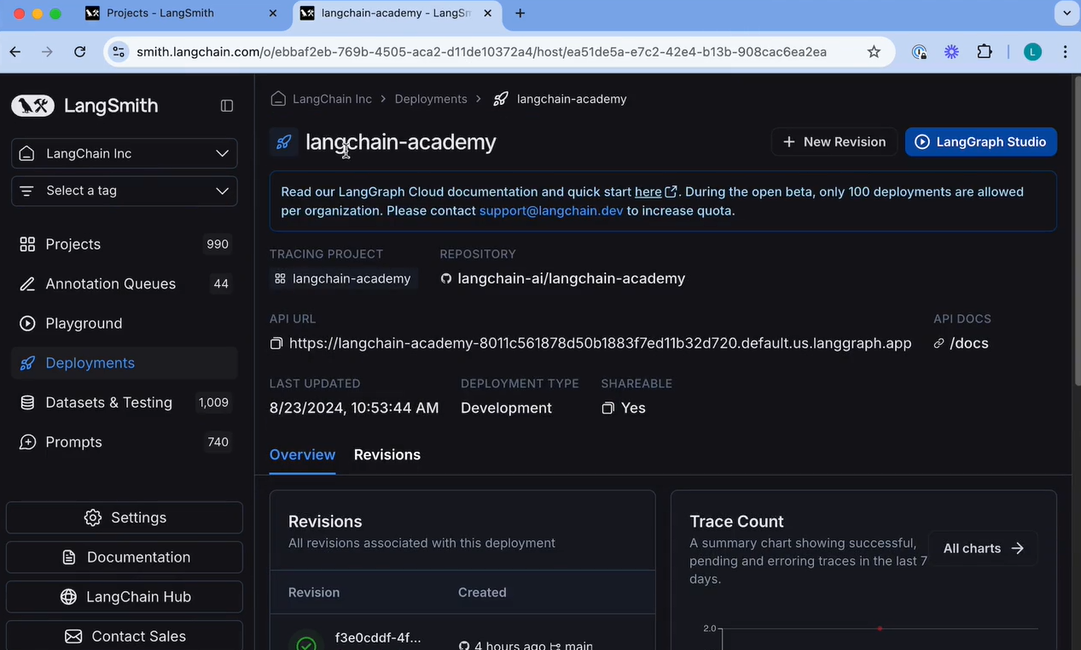 Projects - LangSmith
langchain-academy - LangSm
smith.langchain.com/o/ebbaf2eb-769b-4505-aca2-d11de10372a4/host/ea51de5a-e7c2-42e4-b13b-908cac6ea2ea
L
LangSmith
LangChain Inc
Select a tag
Projects 990
Annotation Queues 44
Playground
Deployments
Datasets & Testing 1,009
Prompts 740
Settings
Documentation
LangChain Hub
Contact Sales
LangChain Inc > Deployments > langchain-academy
langchain-academy
+ New Revision
LangGraph Studio
Read our LangGraph Cloud documentation and quick start here. During the open beta, only 100 deployments are allowed
per organization. Please contact support@langchain.dev to increase quota.
TRACING PROJECT REPOSITORY
langchain-academy langchain-ai/langchain-academy
API URL API DOCS
https://langchain-academy-8011c561878d50b1883f7ed11b32d720.default.us.langgraph.app /docs
LAST UPDATED DEPLOYMENT TYPE SHAREABLE
8/23/2024, 10:53:44 AM Development Yes
Overview Revisions
Revisions
All revisions associated with this deployment
Revision Created
f3e0cddf-4f... 4 hours ago main
Trace Count
A summary chart showing successful,
pending and erroring traces in the last 7
days.
All charts
2.0